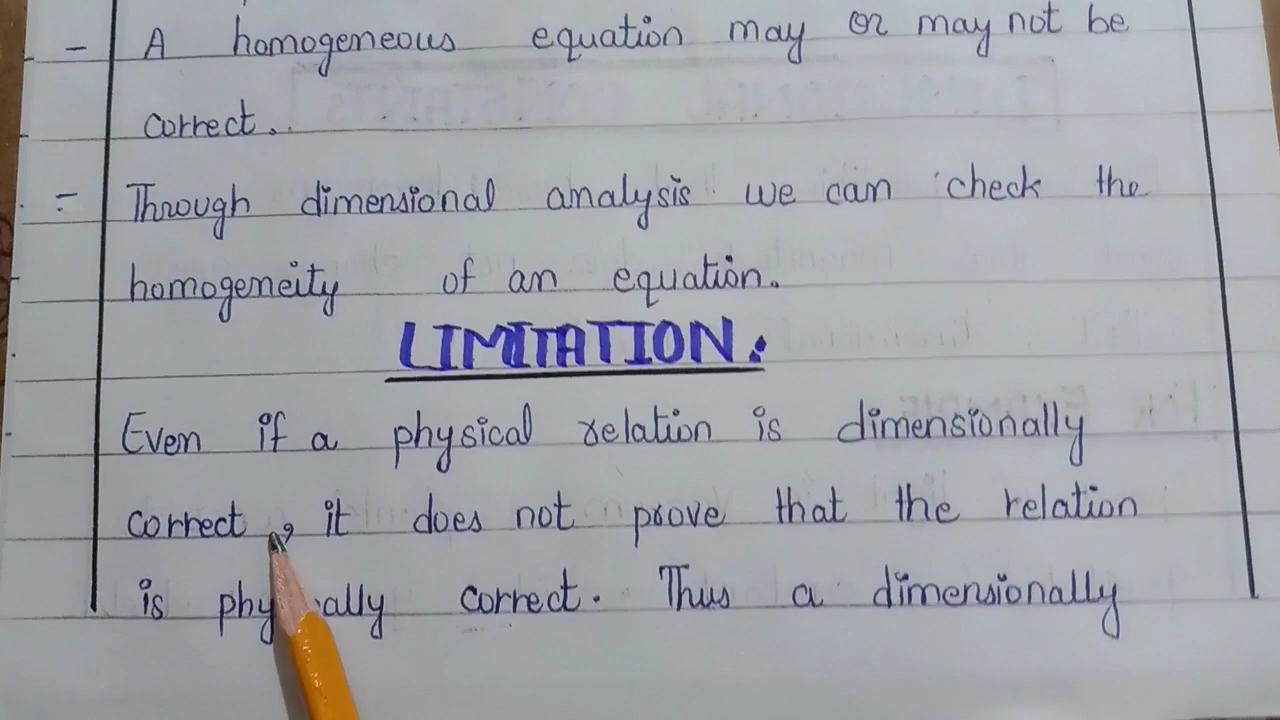 - A homogeneous equation may or may not be
correct.
- Through dimensional analysis we can check the
homogeneity of an equation.
LIMITATION:
Even if a physical relation is dimensionally
correct, it does not prove that the relation
is physically correct. Thus a dimensionally